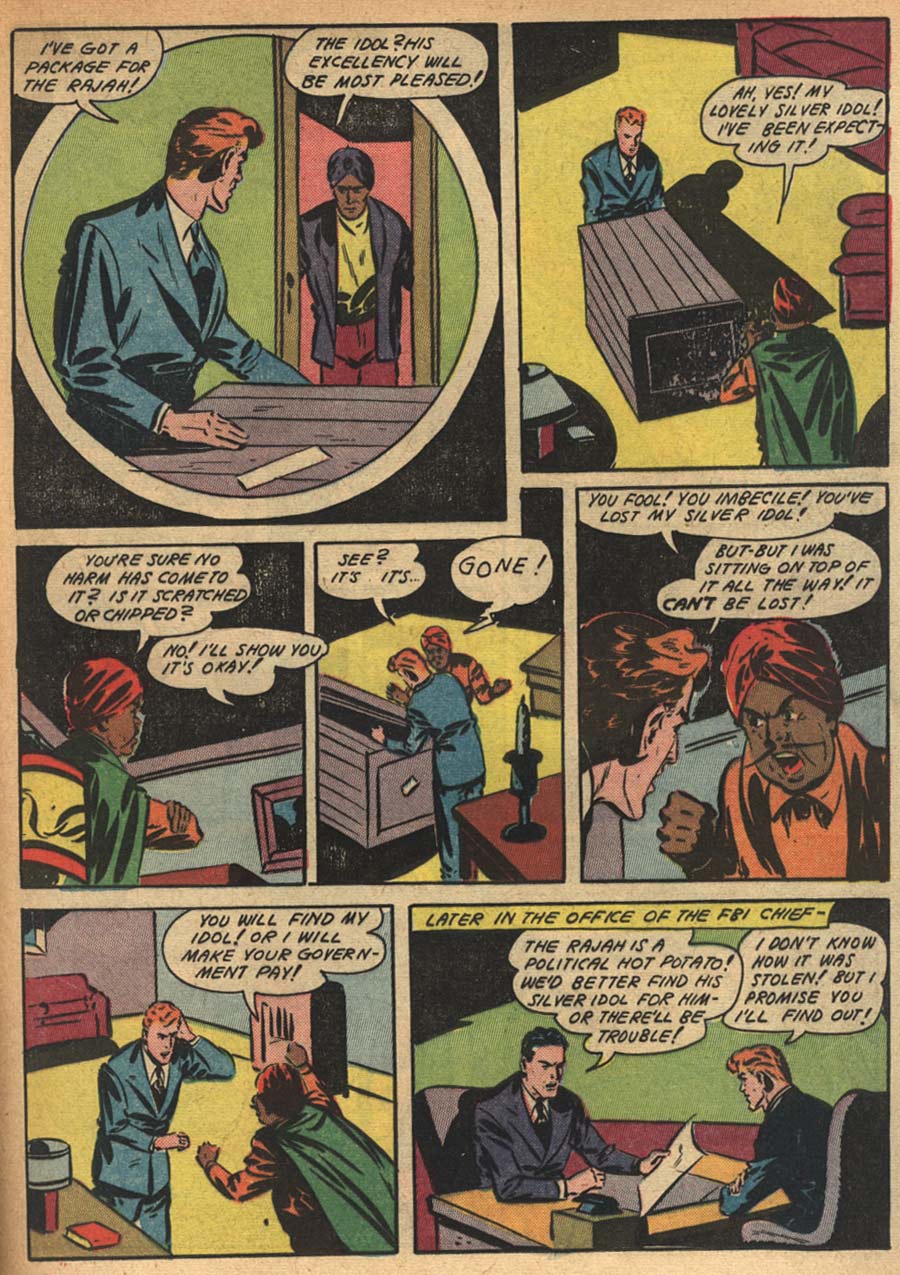 I'VE GOT A
PACKAGE FOR
THE RAJAH!
THE IDOL? HIS
EXCELLENCY WILL
BE MOST PLEASED!
AH, YES! MY
LOVELY SILVER IDOL!
I'VE BEEN EXPECT-
ING IT!
YOU'RE SURE NO
HARM HAS COME TO
IT? IS IT SCRATCHED
OR CHIPPED?
NO! I'LL SHOW YOU
IT'S OKAY!
SEE?
IT'S . IT'S...
GONE!
YOU FOOL! YOU IMBECILE! YOU'VE
LOST MY SILVER IDOL!
BUT-BUT I WAS
SITTING ON TOP OF
IT ALL THE WAY! IT
CAN'T BE LOST!
YOU WILL FIND MY
IDOL! OR I WILL
MAKE YOUR GOVERN-
MENT PAY!
LATER IN THE OFFICE OF THE FBI CHIEF-
THE RAJAH IS A
POLITICAL HOT POTATO!
WE'D BETTER FIND HIS
SILVER IDOL FOR HIM-
OR THERE'LL BE
TROUBLE!
I DON'T KNOW
HOW IT WAS
STOLEN! BUT I
PROMISE YOU
I'LL FIND OUT!